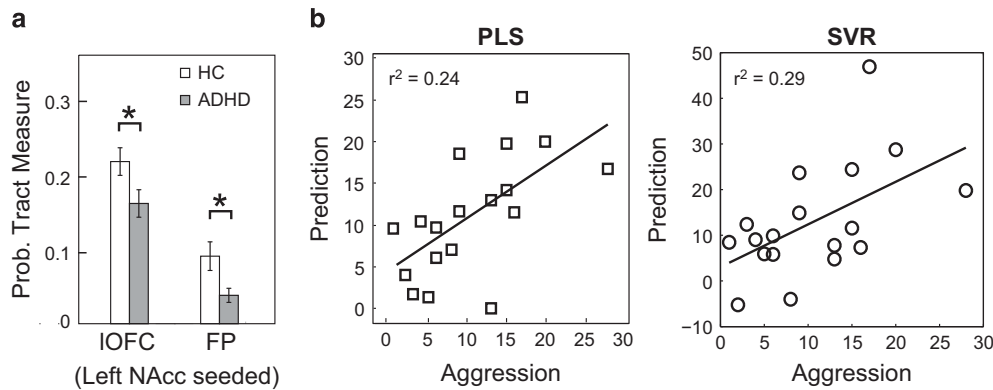 a
Prob. Tract Measure
0.3
0.2
0.1
0
HC
ADHD
*
*
lOFC
FP
(Left NAcc seeded)
b
PLS
r² = 0.24
Prediction
30
25
20
15
10
5
0
0 5 10 15 20 25 30
Aggression
SVR
r² = 0.29
Prediction
50
40
30
20
10
0
−10
0 5 10 15 20 25 30
Aggression